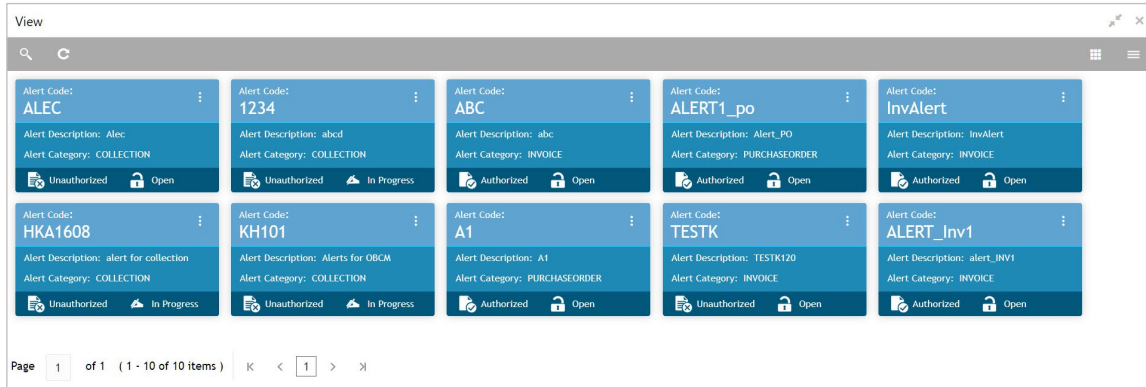 View
Alert Code:
ALEC
Alert Description: Alec
Alert Category: COLLECTION
Unauthorized Open
Alert Code:
1234
Alert Description: abcd
Alert Category: COLLECTION
Unauthorized In Progress
Alert Code:
ABC
Alert Description: abc
Alert Category: INVOICE
Authorized Open
Alert Code:
ALERT1_po
Alert Description: Alert_PO
Alert Category: PURCHASEORDER
Authorized Open
Alert Code:
InvAlert
Alert Description: InvAlert
Alert Category: INVOICE
Authorized Open
Alert Code:
HKA1608
Alert Description: alert for collection
Alert Category: COLLECTION
Unauthorized In Progress
Alert Code:
KH101
Alert Description: Alerts for OBCM
Alert Category: COLLECTION
Unauthorized In Progress
Alert Code:
A1
Alert Description: A1
Alert Category: PURCHASEORDER
Authorized Open
Alert Code:
TESTK
Alert Description: TESTK120
Alert Category: INVOICE
Unauthorized Open
Alert Code:
ALERT_Inv1
Alert Description: alert_INV1
Alert Category: INVOICE
Authorized Open
Page 1 of 1 ( 1 - 10 of 10 items ) 1